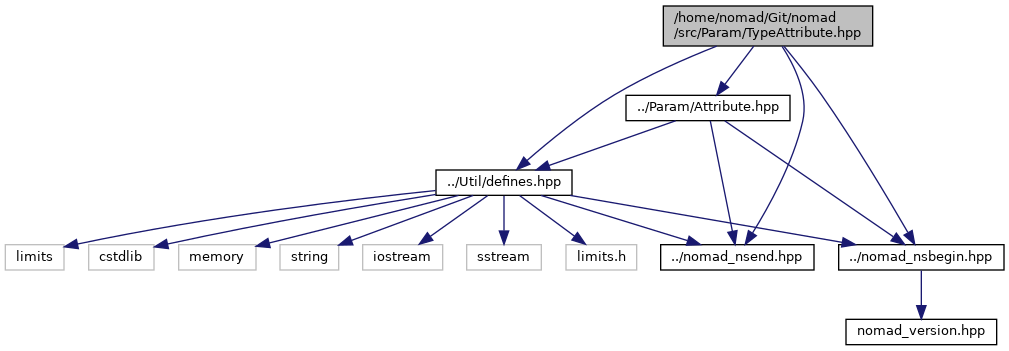 /home/nomad/Git/nomad
/src/Param/TypeAttribute.hpp
../Param/Attribute.hpp
../Util/defines.hpp
limits
cstdlib
memory
string
iostream
sstream
limits.h
../nomad_nsend.hpp
../nomad_nsbegin.hpp
nomad_version.hpp